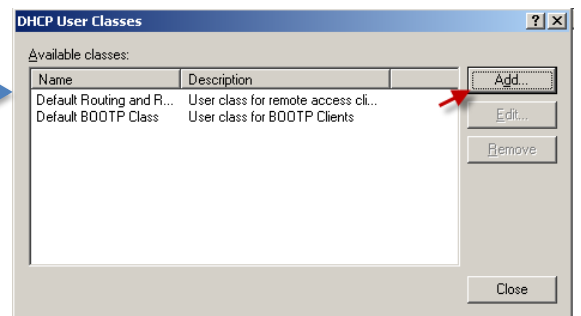 DHCP User Classes
Available classes:
Name Description
Add...
Default Routing and R... User class for remote access cli...
Default BOOTP Class User class for BOOTP Clients
Edit...
Remove
Close